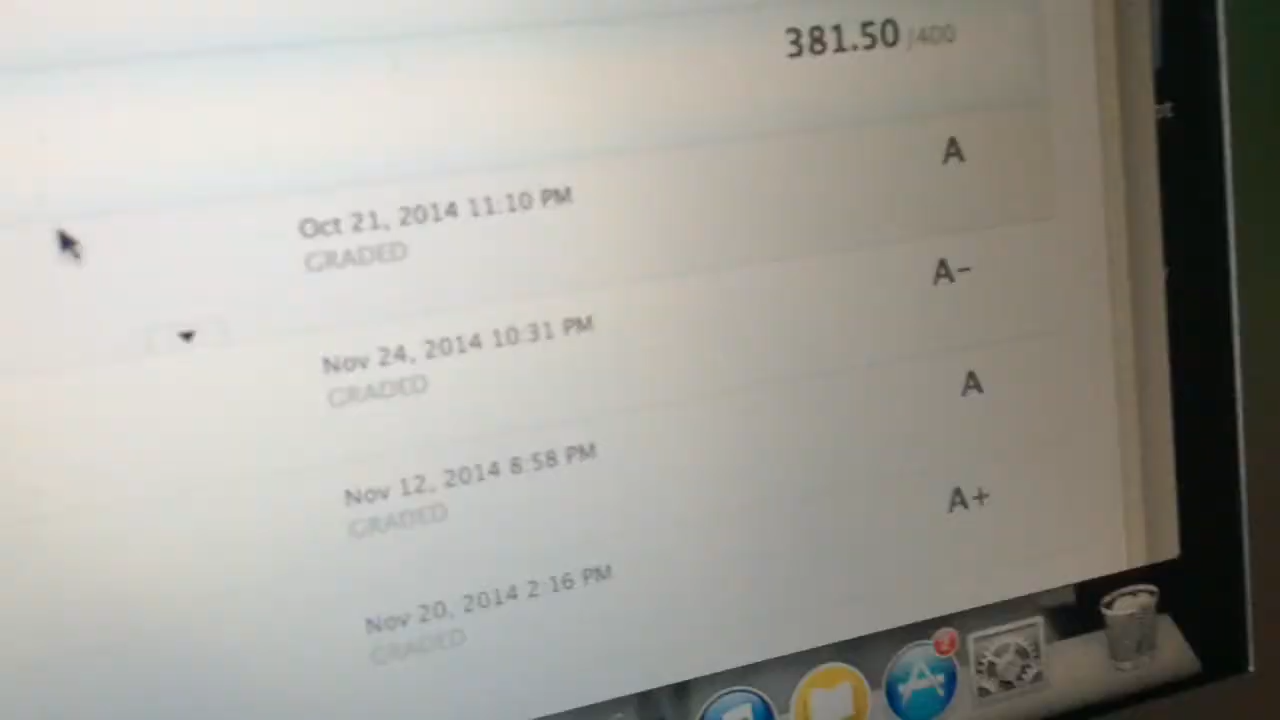 381.50 /400
A
Oct 21, 2014 11:10 PM
GRADED
A-
Nov 24, 2014 10:31 PM
GRADED
A
Nov 12, 2014 8:58 PM
GRADED
A+
Nov 20, 2014 2:16 PM
GRADED
2